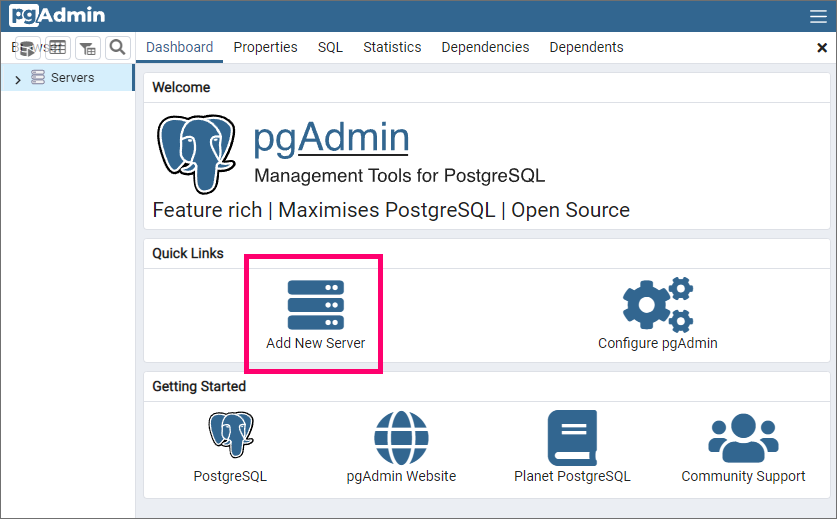 pgAdmin
Browser
Dashboard Properties SQL Statistics Dependencies Dependents
Servers
Welcome
pgAdmin
Management Tools for PostgreSQL
Feature rich | Maximises PostgreSQL | Open Source
Quick Links
Add New Server
Configure pgAdmin
Getting Started
PostgreSQL
pgAdmin Website
Planet PostgreSQL
Community Support